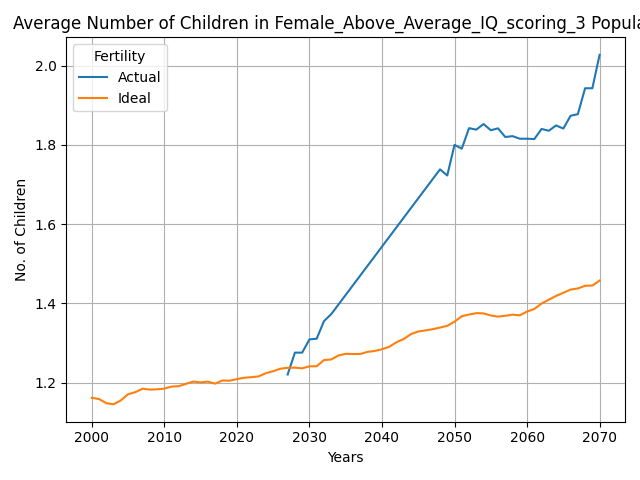 Average Number of Children in Female_Above_Average_IQ_scoring_3 Popula
Fertility
Actual
Ideal
2.0
1.8
1.6
1.4
1.2
No. of Children
2000 2010 2020 2030 2040 2050 2060 2070
Years